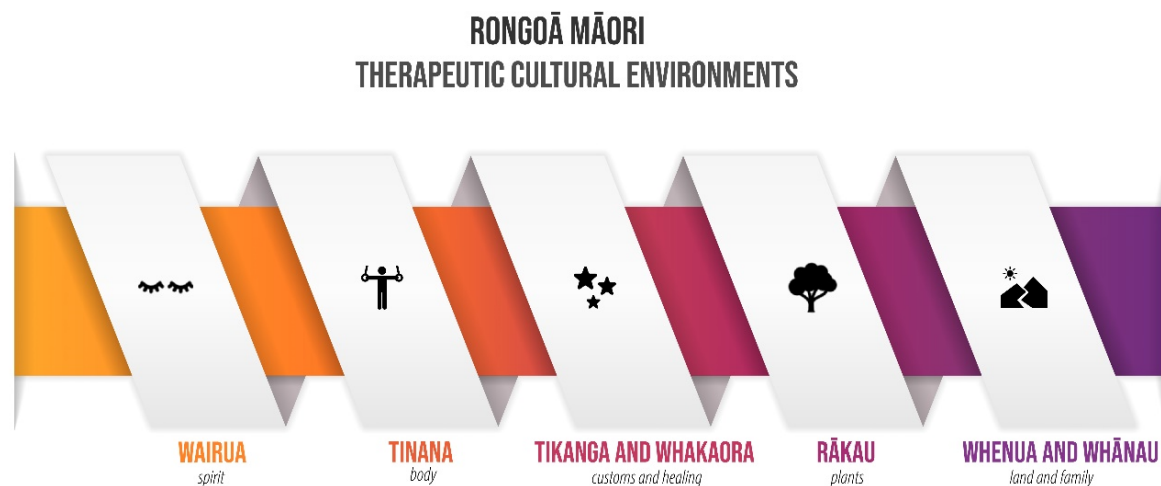 RONGOĀ MĀORI
THERAPEUTIC CULTURAL ENVIRONMENTS
WAIRUA
spirit
TINANA
body
TIKANGA AND WHAKAORA
customs and healing
RĀKAU
plants
WHENUA AND WHĀNAU
land and family